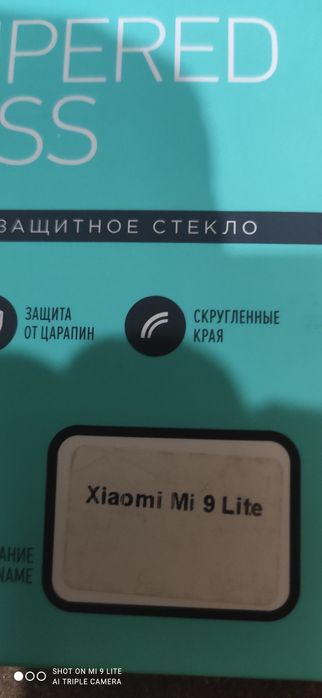 PERED
SS
ЗАЩИТНОЕ СТЕКЛО
ЗАЩИТА
ОТ ЦАРАПИН
СКРУГЛЕННЫЕ
КРАЯ
Xiaomi Mi 9 Lite
АНИЕ
NAME
SHOT ON MI 9 LITE
AI TRIPLE CAMERA